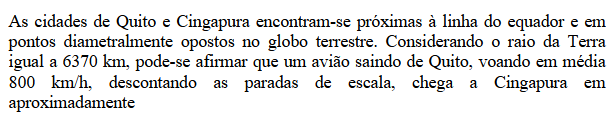 As cidades de Quito e Cingapura encontram-se próximas à linha do equador e em
pontos diametralmente opostos no globo terrestre. Considerando o raio da Terra
igual a 6370 km, pode-se afirmar que um avião saindo de Quito, voando em média
800 km/h, descontando as paradas de escala, chega a Cingapura em
aproximadamente